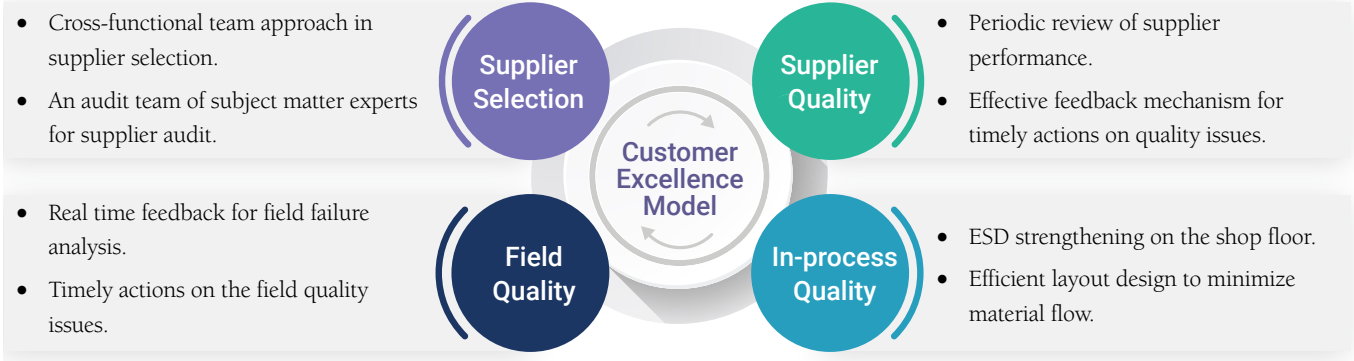 • Cross-functional team approach in
supplier selection.
• An audit team of subject matter experts
for supplier audit.
Supplier
Selection
Supplier
Quality
• Periodic review of supplier
performance.
• Effective feedback mechanism for
timely actions on quality issues.
Customer
Excellence
Model
• Real time feedback for field failure
analysis.
• Timely actions on the field quality
issues.
Field
Quality
In-process
Quality
• ESD strengthening on the shop floor.
• Efficient layout design to minimize
material flow.